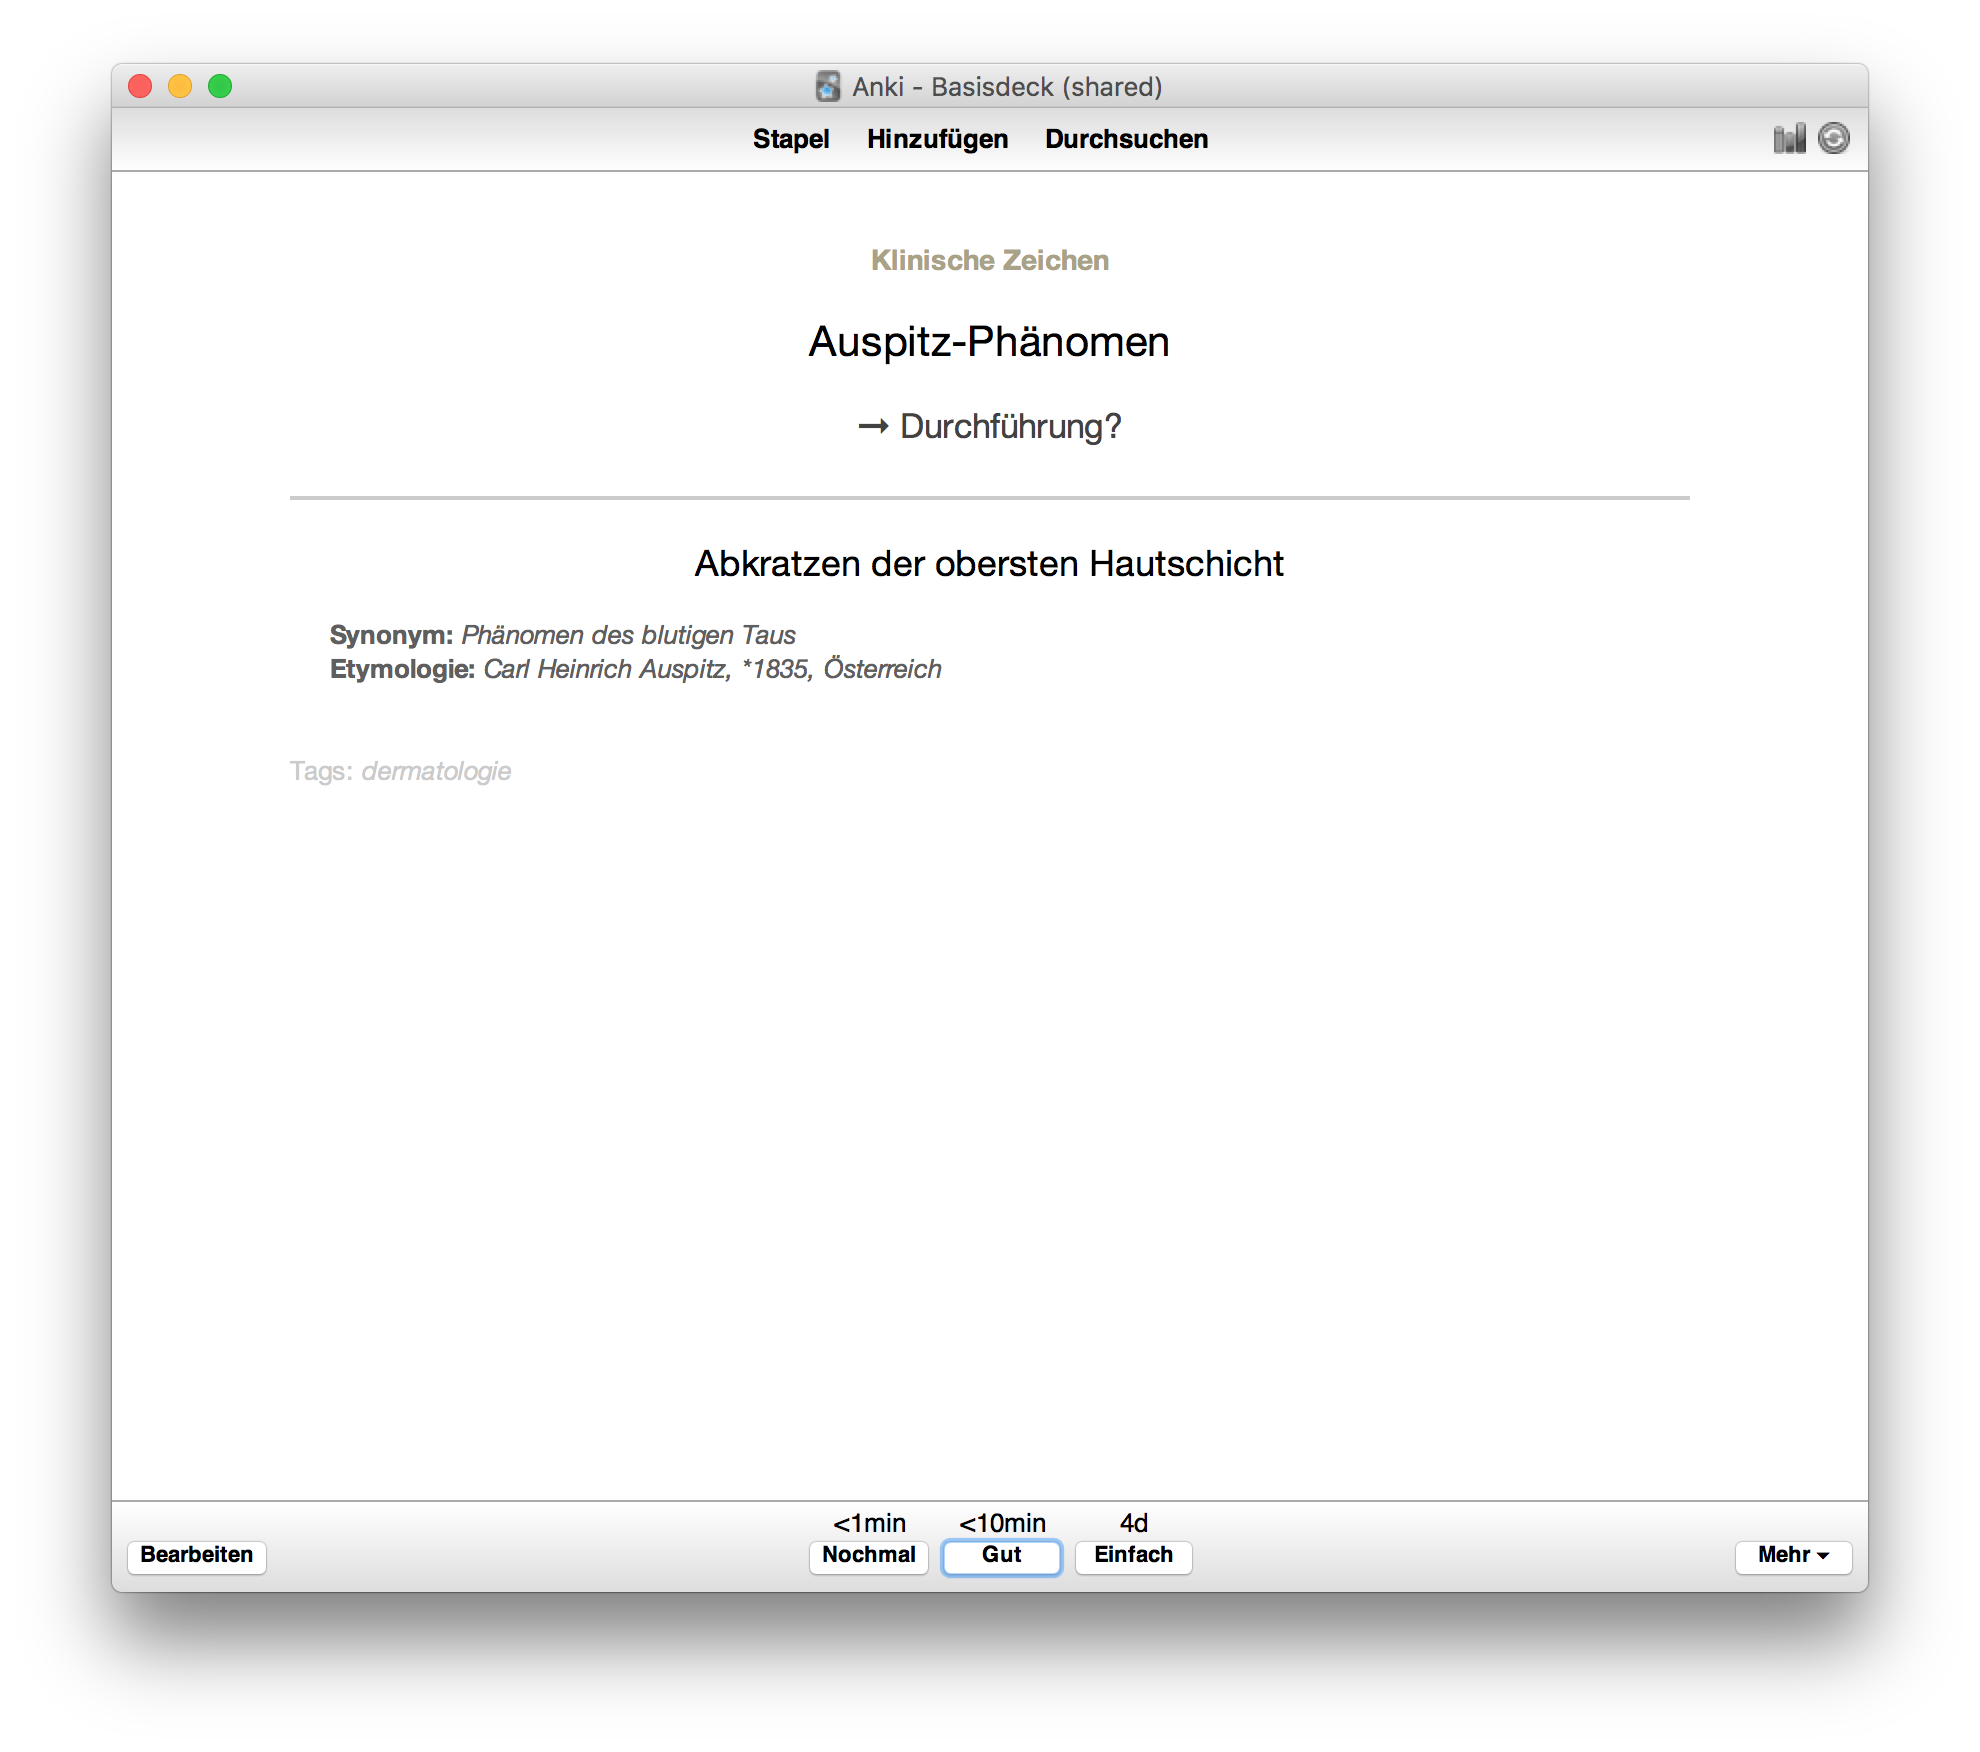 Anki - Basisdeck (shared)
Stapel Hinzufügen Durchsuchen
Klinische Zeichen
Auspitz-Phänomen
→ Durchführung?
Abkratzen der obersten Hautschicht
Synonym: Phänomen des blutigen Taus
Etymologie: Carl Heinrich Auspitz, *1835, Österreich
Tags: dermatologie
<1min <10min 4d
Bearbeiten Nochmal Gut Einfach Mehr